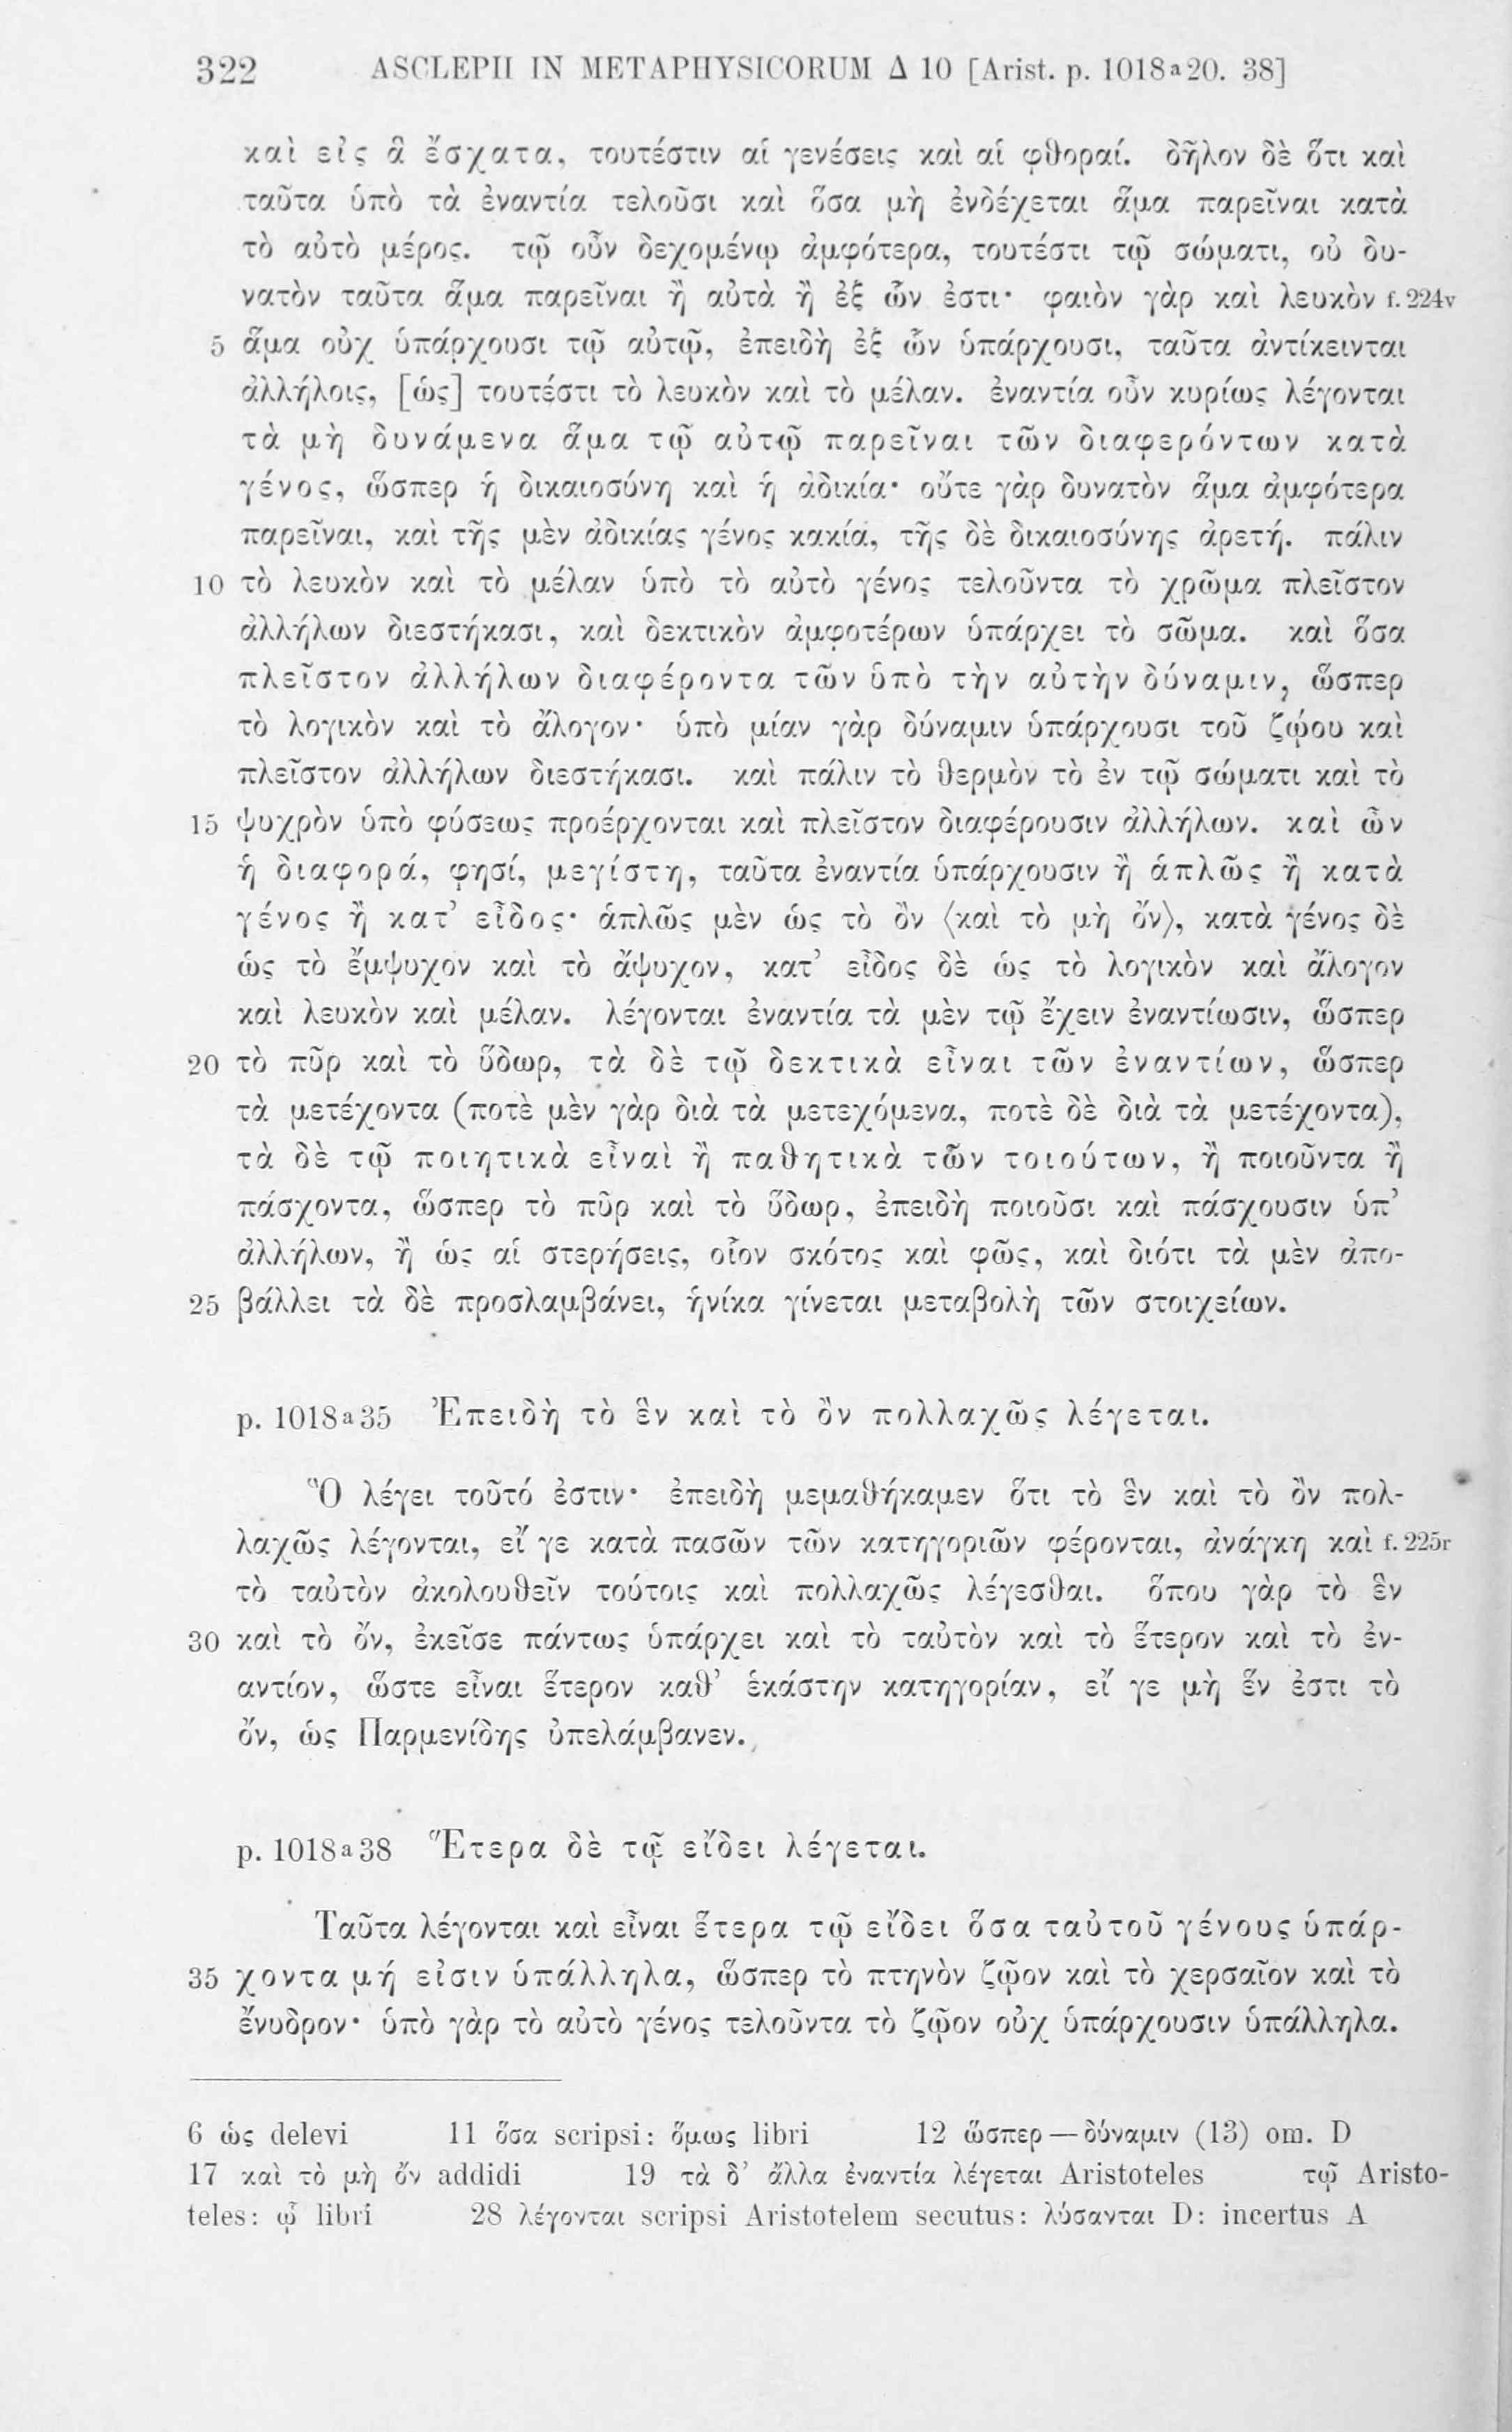 322 ASCLEPII IN METAPHYSICORUM Δ 10 [Arist. p. 1018ᵃ20. 38]
καὶ εἰς ἃ ἔσχατα, τουτέστιν αἱ γενέσεις καὶ αἱ φθοραί. δῆλον δὲ ὅτι καὶ
ταῦτα ὑπὸ τὰ ἐναντία τελοῦσι καὶ ὅσα μὴ ἐνδέχεται ἅμα παρεῖναι κατὰ
τὸ αὐτὸ μέρος. τῷ οὖν δεχομένῳ ἀμφότερα, τουτέστι τῷ σώματι, οὐ δυ-
νατὸν ταῦτα ἅμα παρεῖναι ἢ αὐτὰ ἢ ἐξ ὧν ἐστι· φαιὸν γὰρ καὶ λευκὸν f. 224v
5 ἅμα οὐχ ὑπάρχουσι τῷ αὐτῷ, ἐπειδὴ ἐξ ὧν ὑπάρχουσι, ταῦτα ἀντίκεινται
ἀλλήλοις, [ὡς] τουτέστι τὸ λευκὸν καὶ τὸ μέλαν. ἐναντία οὖν κυρίως λέγονται
τὰ μὴ δυνάμενα ἅμα τῷ αὐτῷ παρεῖναι τῶν διαφερόντων κατὰ
γένος, ὥσπερ ἡ δικαιοσύνη καὶ ἡ ἀδικία· οὔτε γὰρ δυνατὸν ἅμα ἀμφότερα
παρεῖναι, καὶ τῆς μὲν ἀδικίας γένος κακία, τῆς δὲ δικαιοσύνης ἀρετή. πάλιν
10 τὸ λευκὸν καὶ τὸ μέλαν ὑπὸ τὸ αὐτὸ γένος τελοῦντα τὸ χρῶμα πλεῖστον
ἀλλήλων διεστήκασι, καὶ δεκτικὸν ἀμφοτέρων ὑπάρχει τὸ σῶμα. καὶ ὅσα
πλεῖστον ἀλλήλων διαφέροντα τῶν ὑπὸ τὴν αὐτὴν δύναμιν, ὥσπερ
τὸ λογικὸν καὶ τὸ ἄλογον· ὑπὸ μίαν γὰρ δύναμιν ὑπάρχουσι τοῦ ζῴου καὶ
πλεῖστον ἀλλήλων διεστήκασι. καὶ πάλιν τὸ θερμὸν τὸ ἐν τῷ σώματι καὶ τὸ
15 ψυχρὸν ὑπὸ φύσεως προέρχονται καὶ πλεῖστον διαφέρουσιν ἀλλήλων. καὶ ὧν
ἡ διαφορά, φησί, μεγίστη, ταῦτα ἐναντία ὑπάρχουσιν ἢ ἁπλῶς ἢ κατὰ
γένος ἢ κατ’ εἶδος· ἁπλῶς μὲν ὡς τὸ ὂν ⟨καὶ τὸ μὴ ὄν⟩, κατὰ γένος δὲ
ὡς τὸ ἔμψυχον καὶ τὸ ἄψυχον, κατ’ εἶδος δὲ ὡς τὸ λογικὸν καὶ ἄλογον
καὶ λευκὸν καὶ μέλαν. λέγονται ἐναντία τὰ μὲν τῷ ἔχειν ἐναντίωσιν, ὥσπερ
20 τὸ πῦρ καὶ τὸ ὕδωρ, τὰ δὲ τῷ δεκτικὰ εἶναι τῶν ἐναντίων, ὥσπερ
τὰ μετέχοντα (ποτὲ μὲν γὰρ διὰ τὰ μετεχόμενα, ποτὲ δὲ διὰ τὰ μετέχοντα),
τὰ δὲ τῷ ποιητικὰ εἶναὶ ἢ παθητικὰ τῶν τοιούτων, ἢ ποιοῦντα ἢ
πάσχοντα, ὥσπερ τὸ πῦρ καὶ τὸ ὕδωρ, ἐπειδὴ ποιοῦσι καὶ πάσχουσιν ὑπ’
ἀλλήλων, ἢ ὡς αἱ στερήσεις, οἷον σκότος καὶ φῶς, καὶ διότι τὰ μὲν ἀπο-
25 βάλλει τὰ δὲ προσλαμβάνει, ἡνίκα γίνεται μεταβολὴ τῶν στοιχείων.
p. 1018ᵃ35 Ἐπειδὴ τὸ ἓν καὶ τὸ ὂν πολλαχῶς λέγεται.
Ὃ λέγει τοῦτό ἐστιν· ἐπειδὴ μεμαθήκαμεν ὅτι τὸ ἓν καὶ τὸ ὂν πολ-
λαχῶς λέγονται, εἴ γε κατὰ πασῶν τῶν κατηγοριῶν φέρονται, ἀνάγκη καὶ f. 225r
τὸ ταὐτὸν ἀκολουθεῖν τούτοις καὶ πολλαχῶς λέγεσθαι. ὅπου γὰρ τὸ ἓν
30 καὶ τὸ ὄν, ἐκεῖσε πάντως ὑπάρχει καὶ τὸ ταὐτὸν καὶ τὸ ἕτερον καὶ τὸ ἐν-
αντίον, ὥστε εἶναι ἕτερον καθ’ ἑκάστην κατηγορίαν, εἴ γε μὴ ἕν ἐστι τὸ
ὄν, ὡς Παρμενίδης ὑπελάμβανεν.
p. 1018ᵃ38 Ἕτερα δὲ τῷ εἴδει λέγεται.
Ταῦτα λέγονται καὶ εἶναι ἕτερα τῷ εἴδει ὅσα ταὐτοῦ γένους ὑπάρ-
35 χοντα μή εἰσιν ὑπάλληλα, ὥσπερ τὸ πτηνὸν ζῷον καὶ τὸ χερσαῖον καὶ τὸ
ἔνυδρον· ὑπὸ γὰρ τὸ αὐτὸ γένος τελοῦντα τὸ ζῷον οὐχ ὑπάρχουσιν ὑπάλληλα.
6 ὡς delevi 11 ὅσα scripsi: ὅμως libri 12 ὥσπερ — δύναμιν (13) om. D
17 καὶ τὸ μὴ ὄν addidi 19 τὰ δ’ ἄλλα ἐναντία λέγεται Aristoteles τῷ Aristo-
teles: ᾧ libri 28 λέγονται scripsi Aristotelem secutus: λύσανται D: incertus A